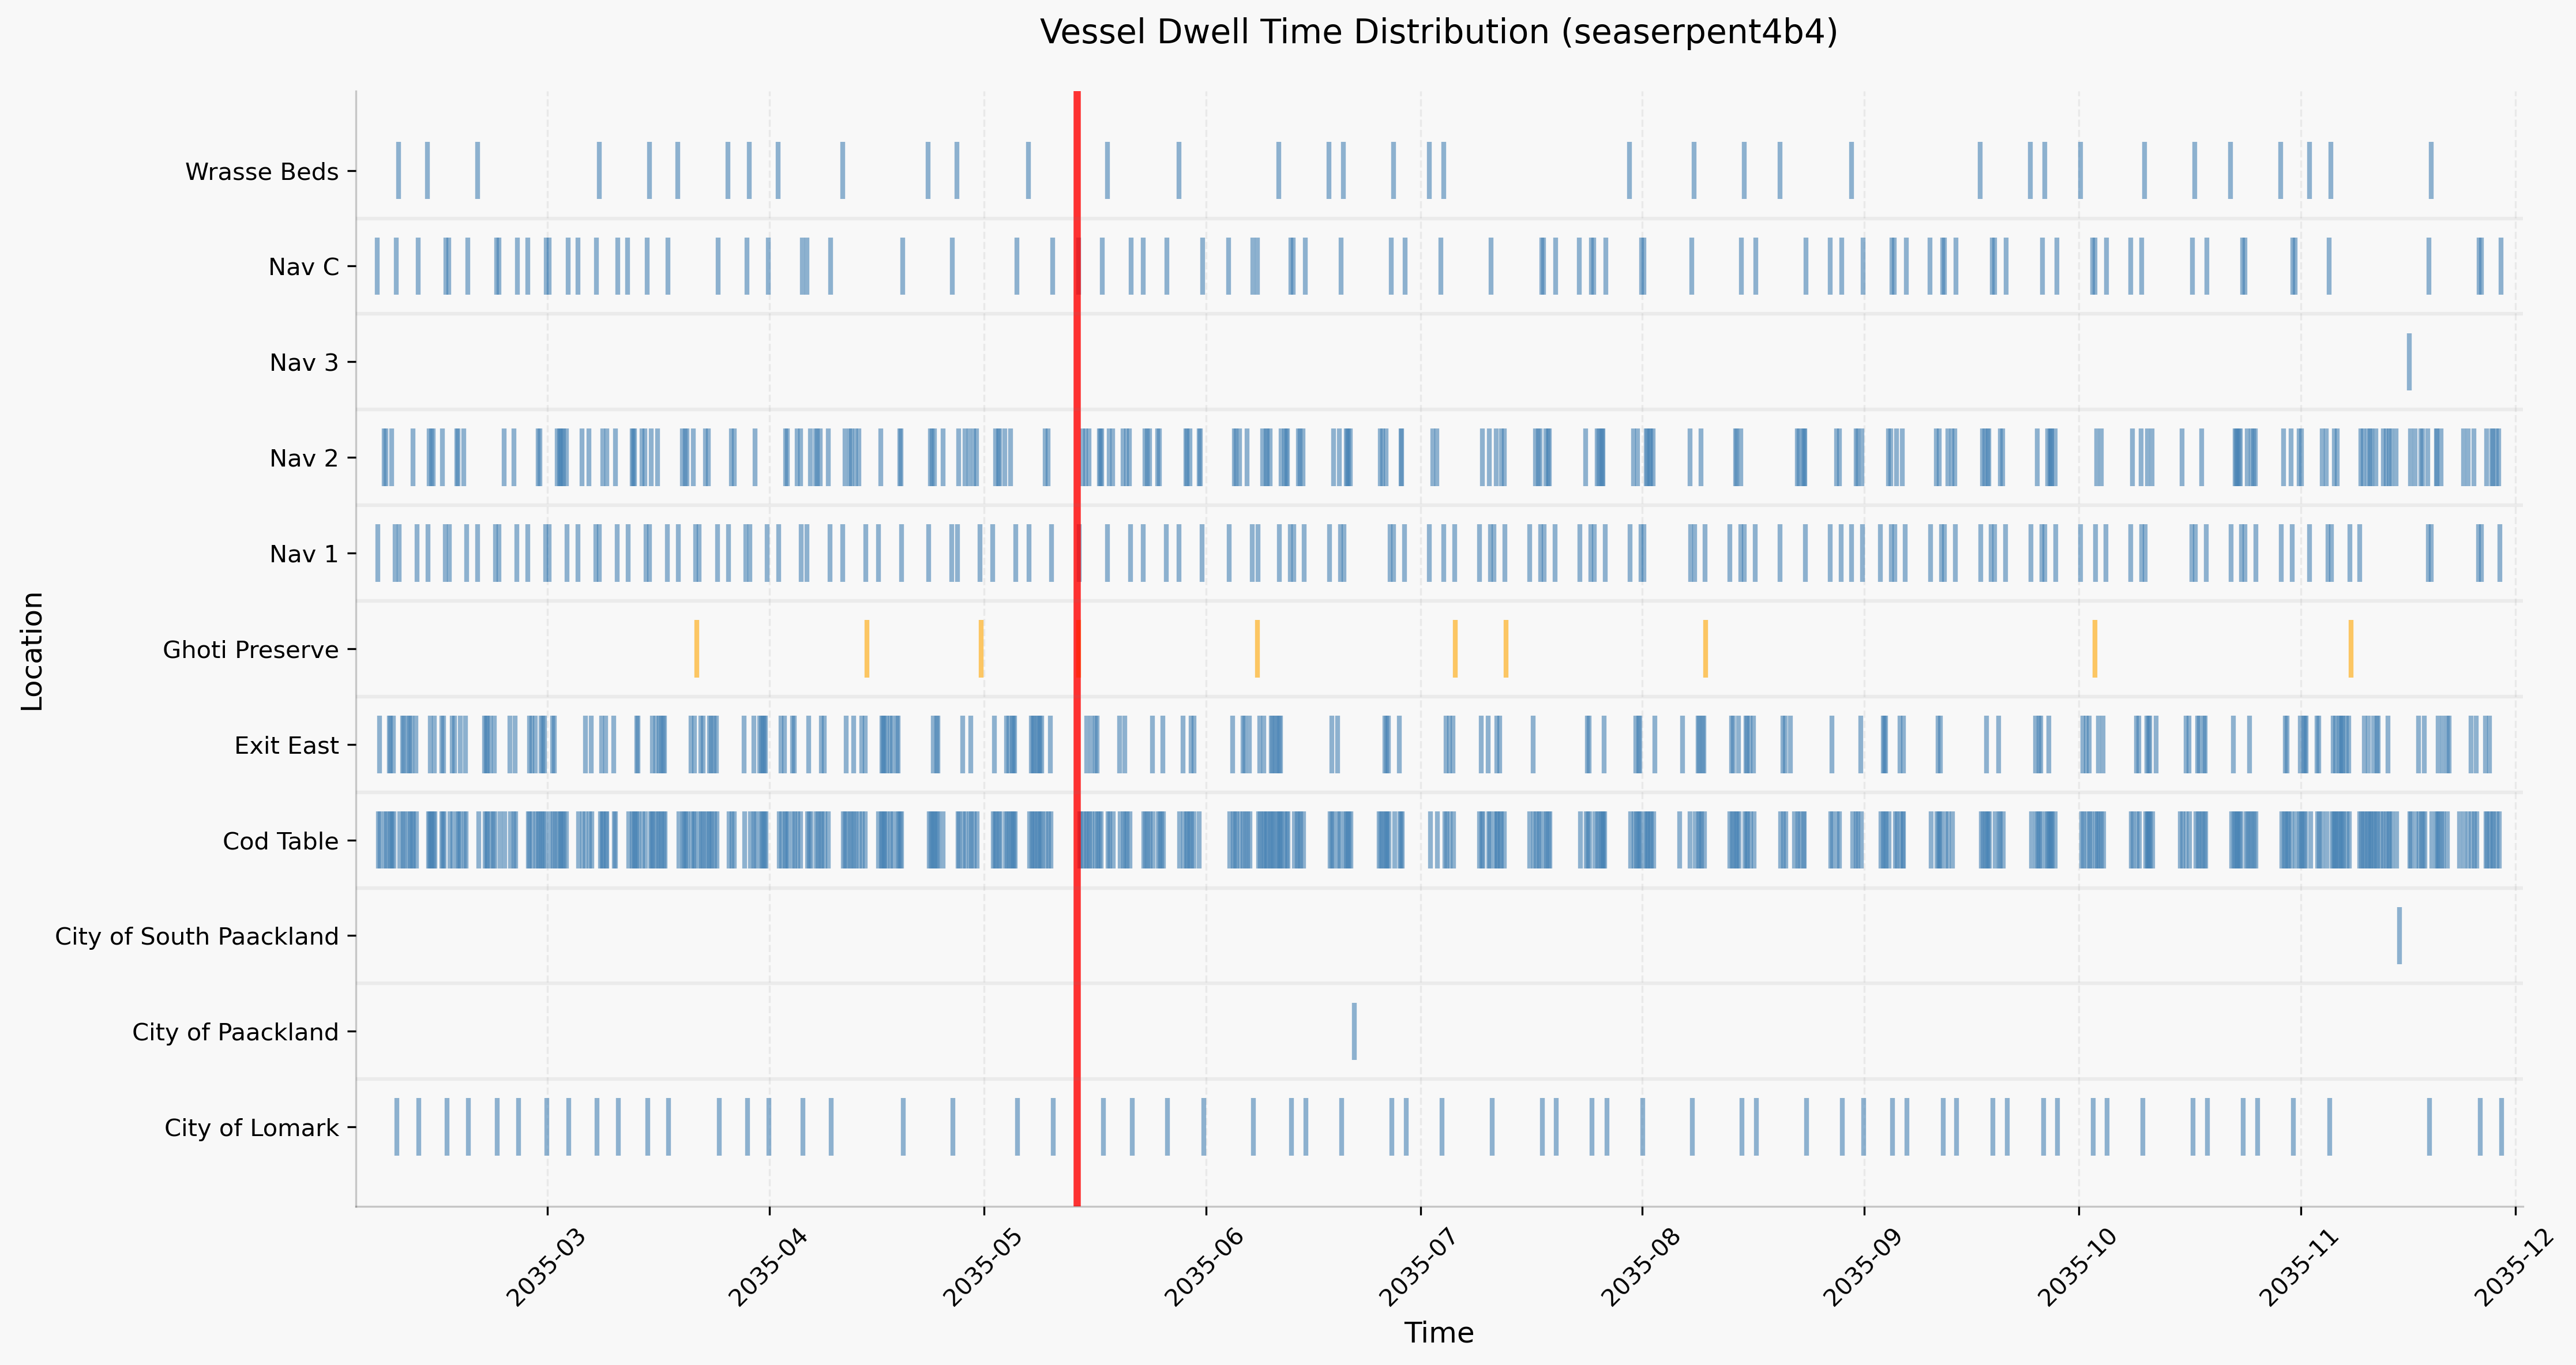 Vessel Dwell Time Distribution (seaserpent4b4)
Wrasse Beds
Nav C
Nav 3
Nav 2
Nav 1
Ghoti Preserve
Exit East
Cod Table
City of South Paackland
City of Paackland
City of Lomark
Location
2035-03
2035-04
2035-05
2035-06
2035-07
2035-08
2035-09
2035-10
2035-11
2035-12
Time